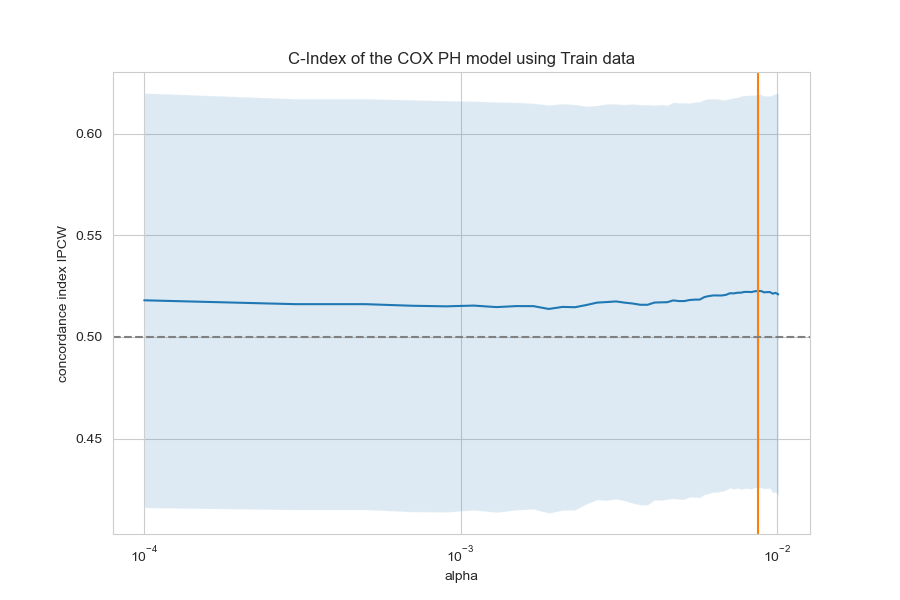 C-Index of the COX PH model using Train data
concordance index IPCW
0.60
0.55
0.50
0.45
10⁻⁴
10⁻³
10⁻²
alpha